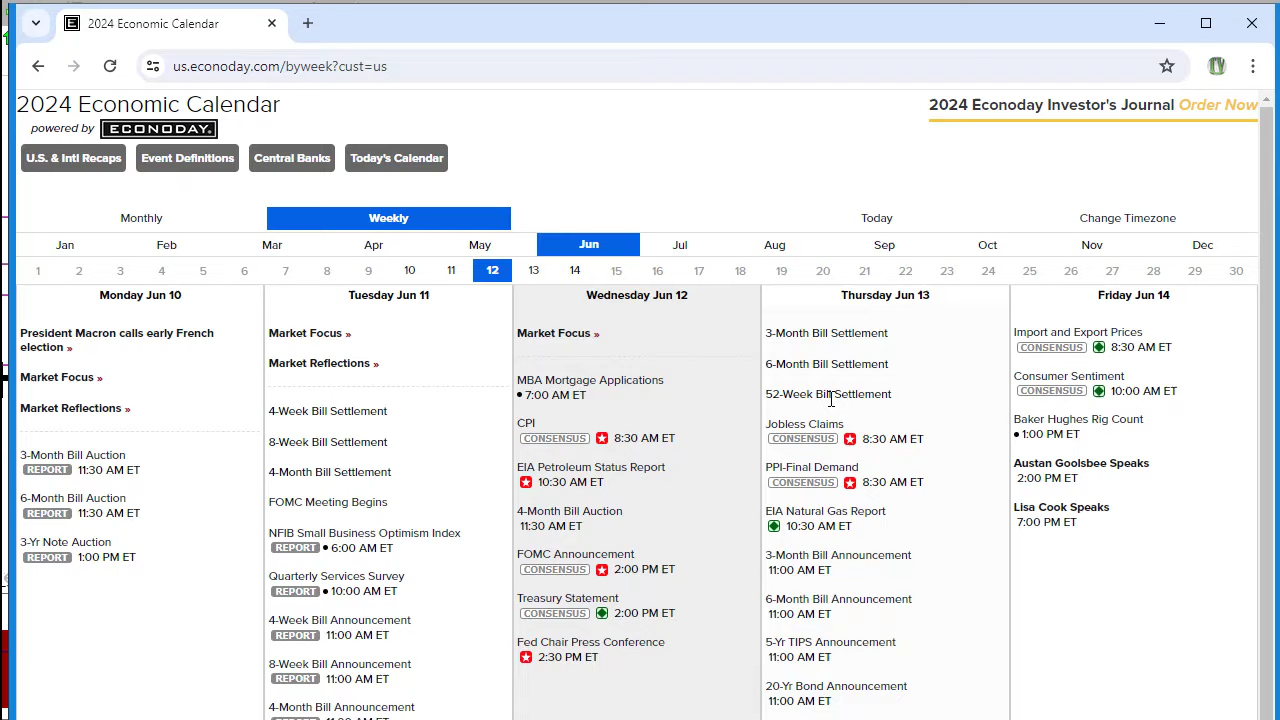 2024 Economic Calendar
us.econoday.com/byweek?cust=us
2024 Economic Calendar
2024 Econoday Investor's Journal Order Now
powered by ECONODAY
U.S. & Intl Recaps Event Definitions Central Banks Today's Calendar
Monthly Weekly Today Change Timezone
Jan Feb Mar Apr May Jun Jul Aug Sep Oct Nov Dec
1 2 3 4 5 6 7 8 9 10 11 12 13 14 15 16 17 18 19 20 21 22 23 24 25 26 27 28 29 30
Monday Jun 10
President Macron calls early French
election »
Market Focus »
Market Reflections »
3-Month Bill Auction
REPORT 11:30 AM ET
6-Month Bill Auction
REPORT 11:30 AM ET
3-Yr Note Auction
REPORT 1:00 PM ET
Tuesday Jun 11
Market Focus »
Market Reflections »
4-Week Bill Settlement
8-Week Bill Settlement
4-Month Bill Settlement
FOMC Meeting Begins
NFIB Small Business Optimism Index
REPORT 6:00 AM ET
Quarterly Services Survey
REPORT 10:00 AM ET
4-Week Bill Announcement
REPORT 11:00 AM ET
8-Week Bill Announcement
REPORT 11:00 AM ET
4-Month Bill Announcement
Wednesday Jun 12
Market Focus »
MBA Mortgage Applications
7:00 AM ET
CPI
CONSENSUS 8:30 AM ET
EIA Petroleum Status Report
10:30 AM ET
4-Month Bill Auction
11:30 AM ET
FOMC Announcement
CONSENSUS 2:00 PM ET
Treasury Statement
CONSENSUS 2:00 PM ET
Fed Chair Press Conference
2:30 PM ET
Thursday Jun 13
3-Month Bill Settlement
6-Month Bill Settlement
52-Week Bill Settlement
Jobless Claims
CONSENSUS 8:30 AM ET
PPI-Final Demand
CONSENSUS 8:30 AM ET
EIA Natural Gas Report
10:30 AM ET
3-Month Bill Announcement
11:00 AM ET
6-Month Bill Announcement
11:00 AM ET
5-Yr TIPS Announcement
11:00 AM ET
20-Yr Bond Announcement
11:00 AM ET
Friday Jun 14
Import and Export Prices
CONSENSUS 8:30 AM ET
Consumer Sentiment
CONSENSUS 10:00 AM ET
Baker Hughes Rig Count
1:00 PM ET
Austan Goolsbee Speaks
2:00 PM ET
Lisa Cook Speaks
7:00 PM ET